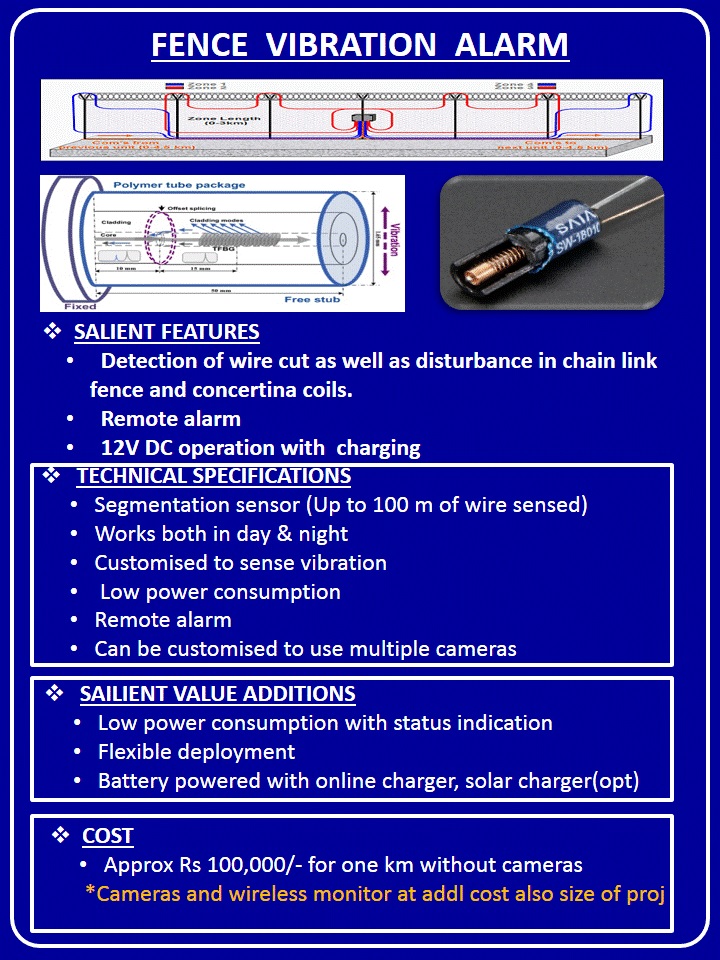 FENCE VIBRATION ALARM
Zone 1
Zone 2
Zone 4
Zone 3
Zone Length
(0-3km)
Com's from
previous unit (0-4.5 km)
Com's to
next unit (0-4.5 km)
Polymer tube package
Offset splicing
Cladding
Cladding modes
Core
TFBG
10 mm
15 mm
50 mm
Free stub
Fixed
Vibration
SW-1801
❖ SALIENT FEATURES
• Detection of wire cut as well as disturbance in chain link
fence and concertina coils.
• Remote alarm
• 12V DC operation with charging
❖ TECHNICAL SPECIFICATIONS
• Segmentation sensor (Up to 100 m of wire sensed)
• Works both in day & night
• Customised to sense vibration
• Low power consumption
• Remote alarm
• Can be customised to use multiple cameras
❖ SAILIENT VALUE ADDITIONS
• Low power consumption with status indication
• Flexible deployment
• Battery powered with online charger, solar charger(opt)
❖ COST
• Approx Rs 100,000/- for one km without cameras
*Cameras and wireless monitor at addl cost also size of proj